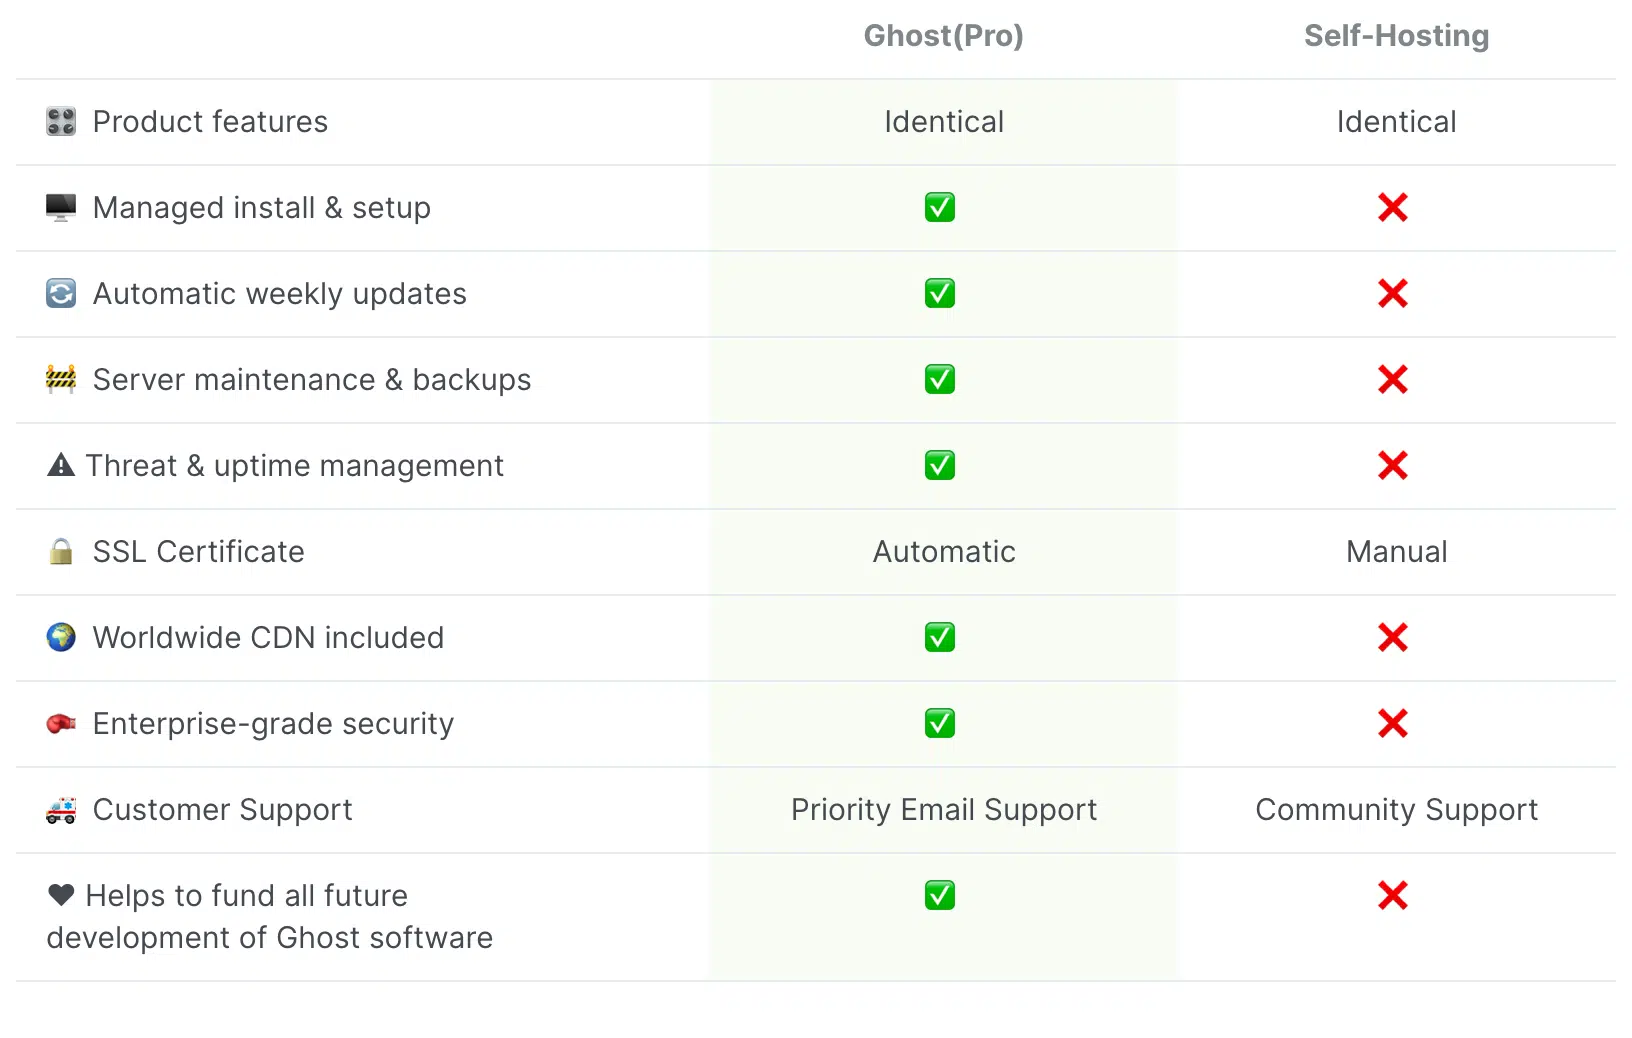 Ghost(Pro) Self-Hosting
Product features Identical Identical
Managed install & setup ✅ ❌
Automatic weekly updates ✅ ❌
Server maintenance & backups ✅ ❌
Threat & uptime management ✅ ❌
SSL Certificate Automatic Manual
Worldwide CDN included ✅ ❌
Enterprise-grade security ✅ ❌
Customer Support Priority Email Support Community Support
Helps to fund all future ✅ ❌
development of Ghost software